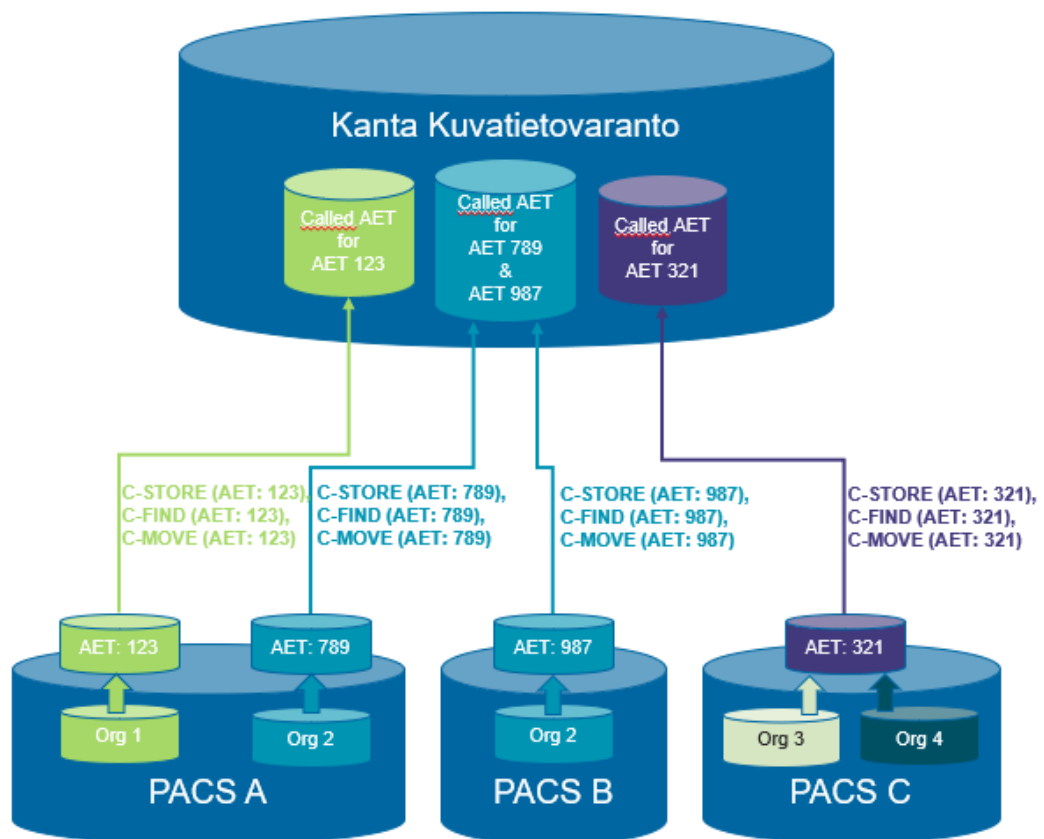 Kanta Kuvatietovaranto
Called AET
for
AET 123
Called AET
for
AET 789
&
AET 987
Called AET
for
AET 321
C-STORE (AET: 123),
C-FIND (AET: 123),
C-MOVE (AET: 123)
C-STORE (AET: 789),
C-FIND (AET: 789),
C-MOVE (AET: 789)
C-STORE (AET: 987),
C-FIND (AET: 987),
C-MOVE (AET: 987)
C-STORE (AET: 321),
C-FIND (AET: 321),
C-MOVE (AET: 321)
AET: 123
AET: 789
AET: 987
AET: 321
Org 1
Org 2
Org 2
Org 3
Org 4
PACS A
PACS B
PACS C